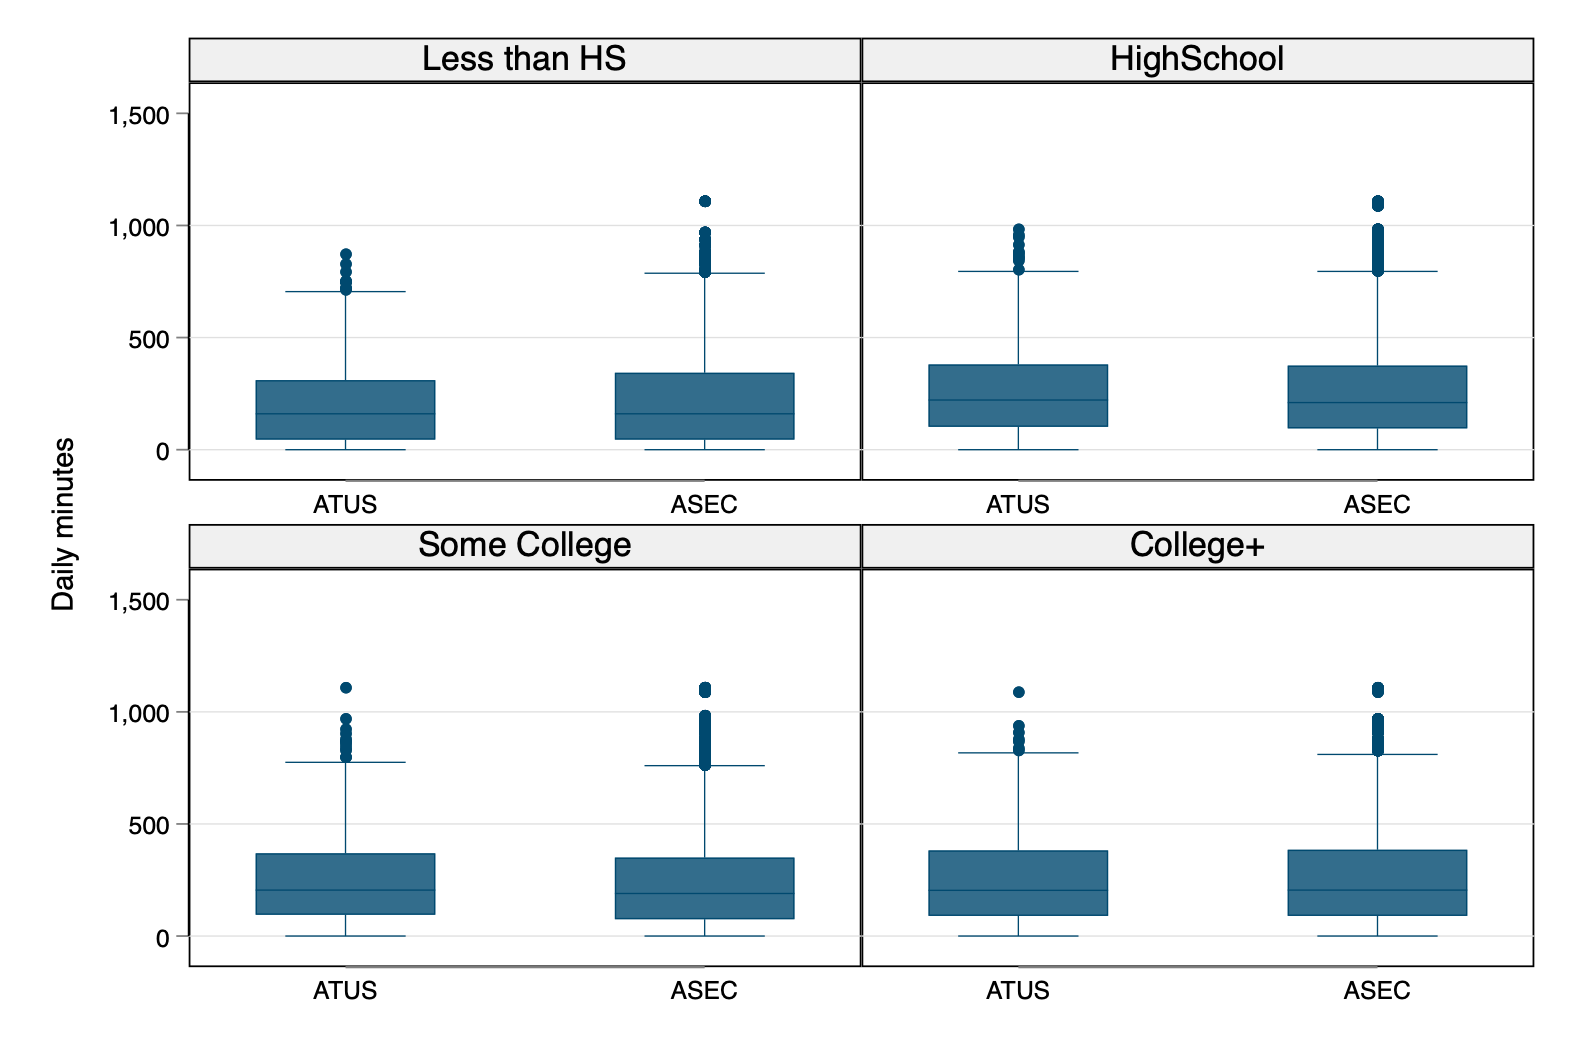 Less than HS
HighSchool
1,500
1,000
500
0
ATUS
ASEC
ATUS
ASEC
Daily minutes
Some College
College+
1,500
1,000
500
0
ATUS
ASEC
ATUS
ASEC